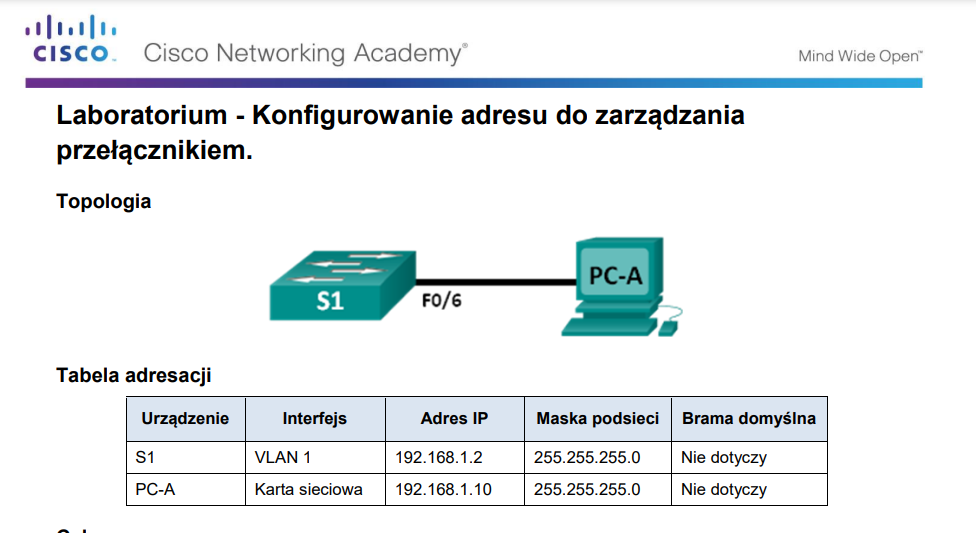 CISCO™ Cisco Networking Academy® Mind Wide Open™
Laboratorium - Konfigurowanie adresu do zarządzania
przełącznikiem.
Topologia
S1 F0/6 PC-A
Tabela adresacji
Urządzenie Interfejs Adres IP Maska podsieci Brama domyślna
S1 VLAN 1 192.168.1.2 255.255.255.0 Nie dotyczy
PC-A Karta sieciowa 192.168.1.10 255.255.255.0 Nie dotyczy